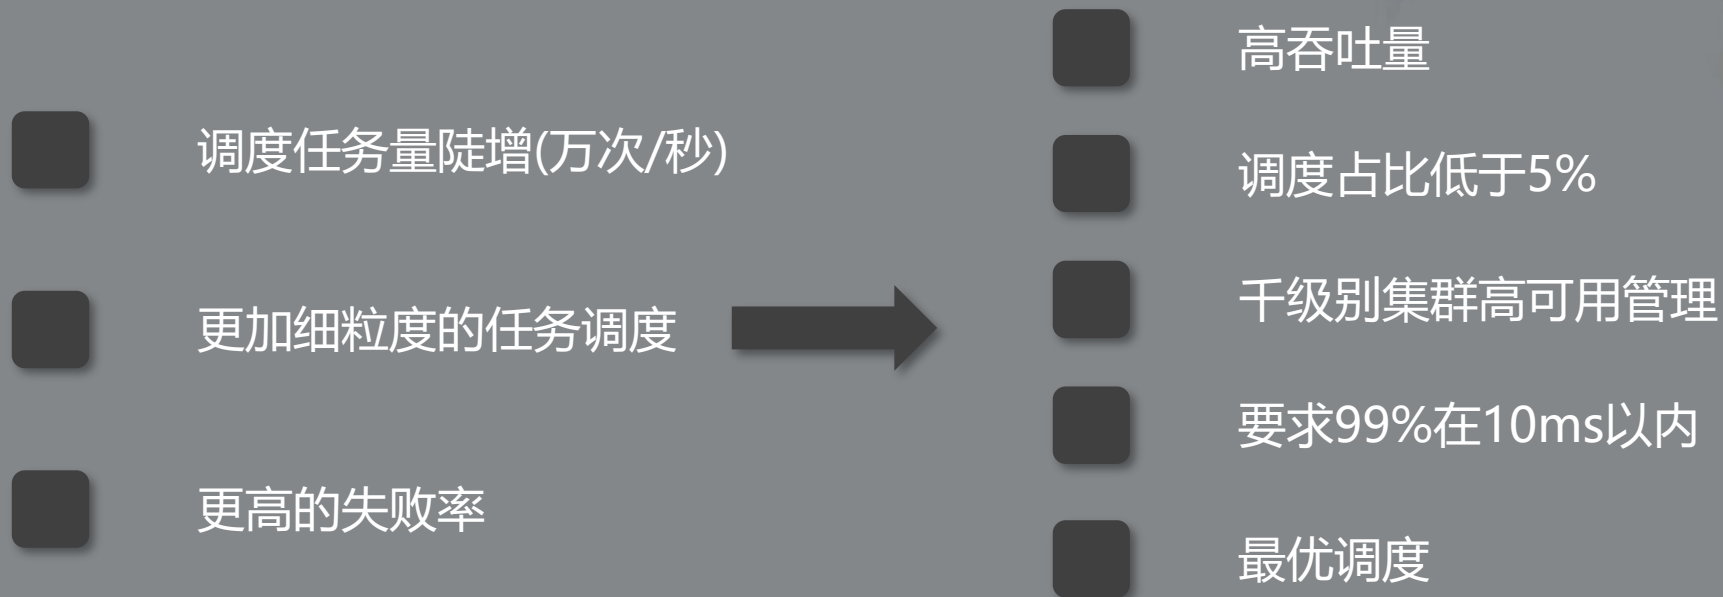 调度任务量陡增(万次/秒)
更加细粒度的任务调度
更高的失败率
高吞吐量
调度占比低于5%
千级别集群高可用管理
要求99%在10ms以内
最优调度